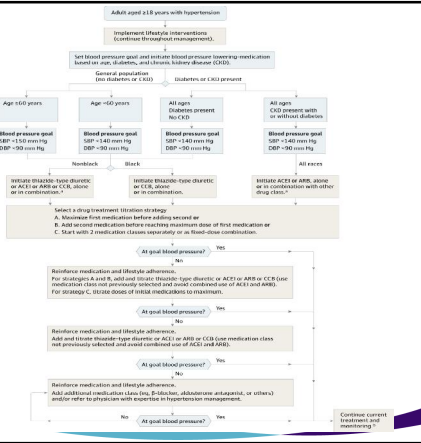 Adult aged ≥18 years with hypertension
Implement lifestyle interventions
(continue throughout management).
Set blood pressure goal and initiate blood pressure lowering-medication
based on age, diabetes, and chronic kidney disease (CKD).
General population
(no diabetes or CKD)
Diabetes or CKD present
Age ≥60 years
Age <60 years
All ages
Diabetes present
No CKD
All ages
CKD present with
or without diabetes
Blood pressure goal
SBP <150 mm Hg
DBP <90 mm Hg
Blood pressure goal
SBP <140 mm Hg
DBP <90 mm Hg
Blood pressure goal
SBP <140 mm Hg
DBP <90 mm Hg
Blood pressure goal
SBP <140 mm Hg
DBP <90 mm Hg
Nonblack
Black
All races
Initiate thiazide-type diuretic
or ACEI or ARB or CCB, alone
or in combination.a
Initiate thiazide-type diuretic
or CCB, alone
or in combination.
Initiate ACEI or ARB, alone
or in combination with other
drug class.a
Select a drug treatment titration strategy
A. Maximize first medication before adding second or
B. Add second medication before reaching maximum dose of first medication or
C. Start with 2 medication classes separately or as fixed-dose combination.
At goal blood pressure?
Yes
No
Reinforce medication and lifestyle adherence.
For strategies A and B, add and titrate thiazide-type diuretic or ACEI or ARB or CCB (use
medication class not previously selected and avoid combined use of ACEI and ARB).
For strategy C, titrate doses of initial medications to maximum.
At goal blood pressure?
Yes
No
Reinforce medication and lifestyle adherence.
Add and titrate thiazide-type diuretic or ACEI or ARB or CCB (use medication class
not previously selected and avoid combined use of ACEI and ARB).
At goal blood pressure?
Yes
No
Reinforce medication and lifestyle adherence.
Add additional medication class (eg, β-blocker, aldosterone antagonist, or others)
and/or refer to physician with expertise in hypertension management.
No
At goal blood pressure?
Yes
Continue current
treatment and
monitoring.b